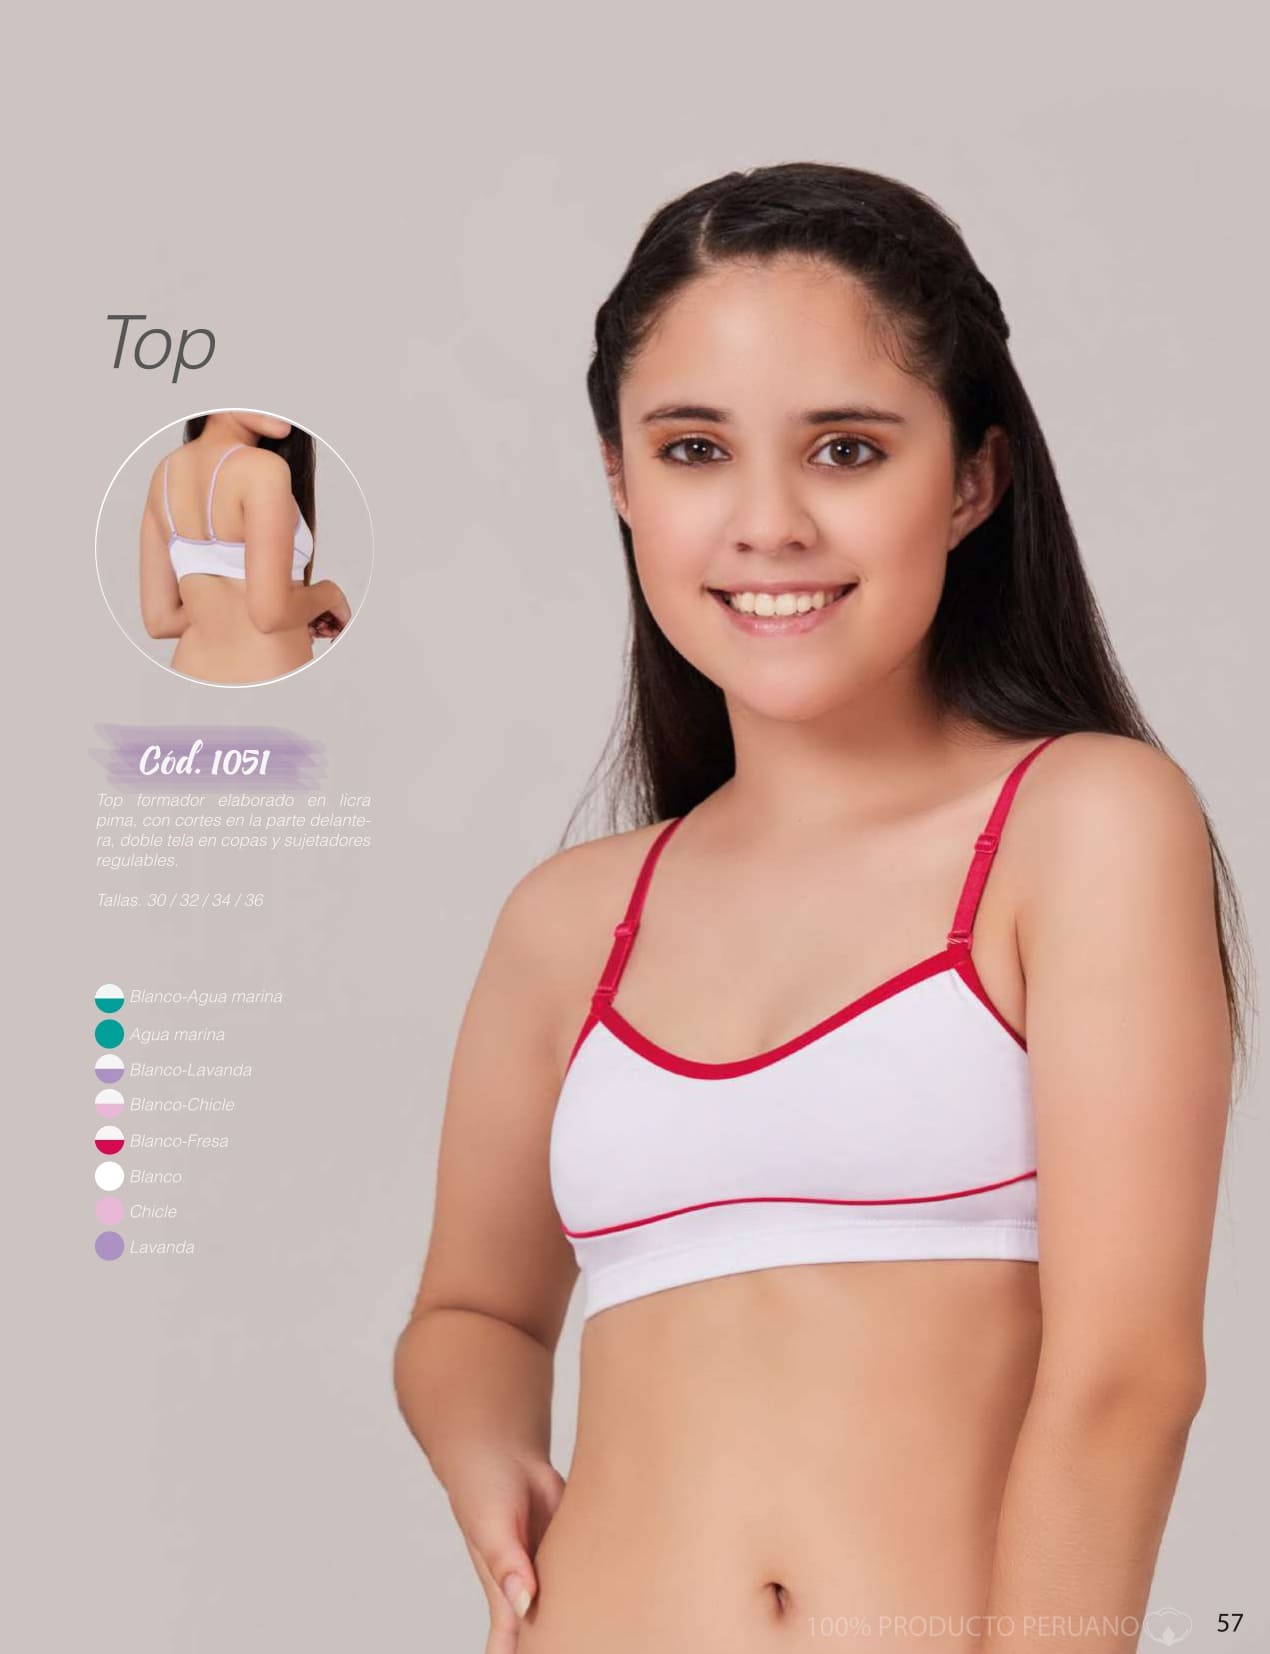 Top
Cód. 1051
Top formador elaborado en licra
pima, con cortes en la parte delante-
ra, doble tela en copas y sujetadores
regulables.
Tallas. 30 / 32 / 34 / 36
Blanco-Agua marina
Agua marina
Blanco-Lavanda
Blanco-Chicle
Blanco-Fresa
Blanco
Chicle
Lavanda
100% PRODUCTO PERUANO
57